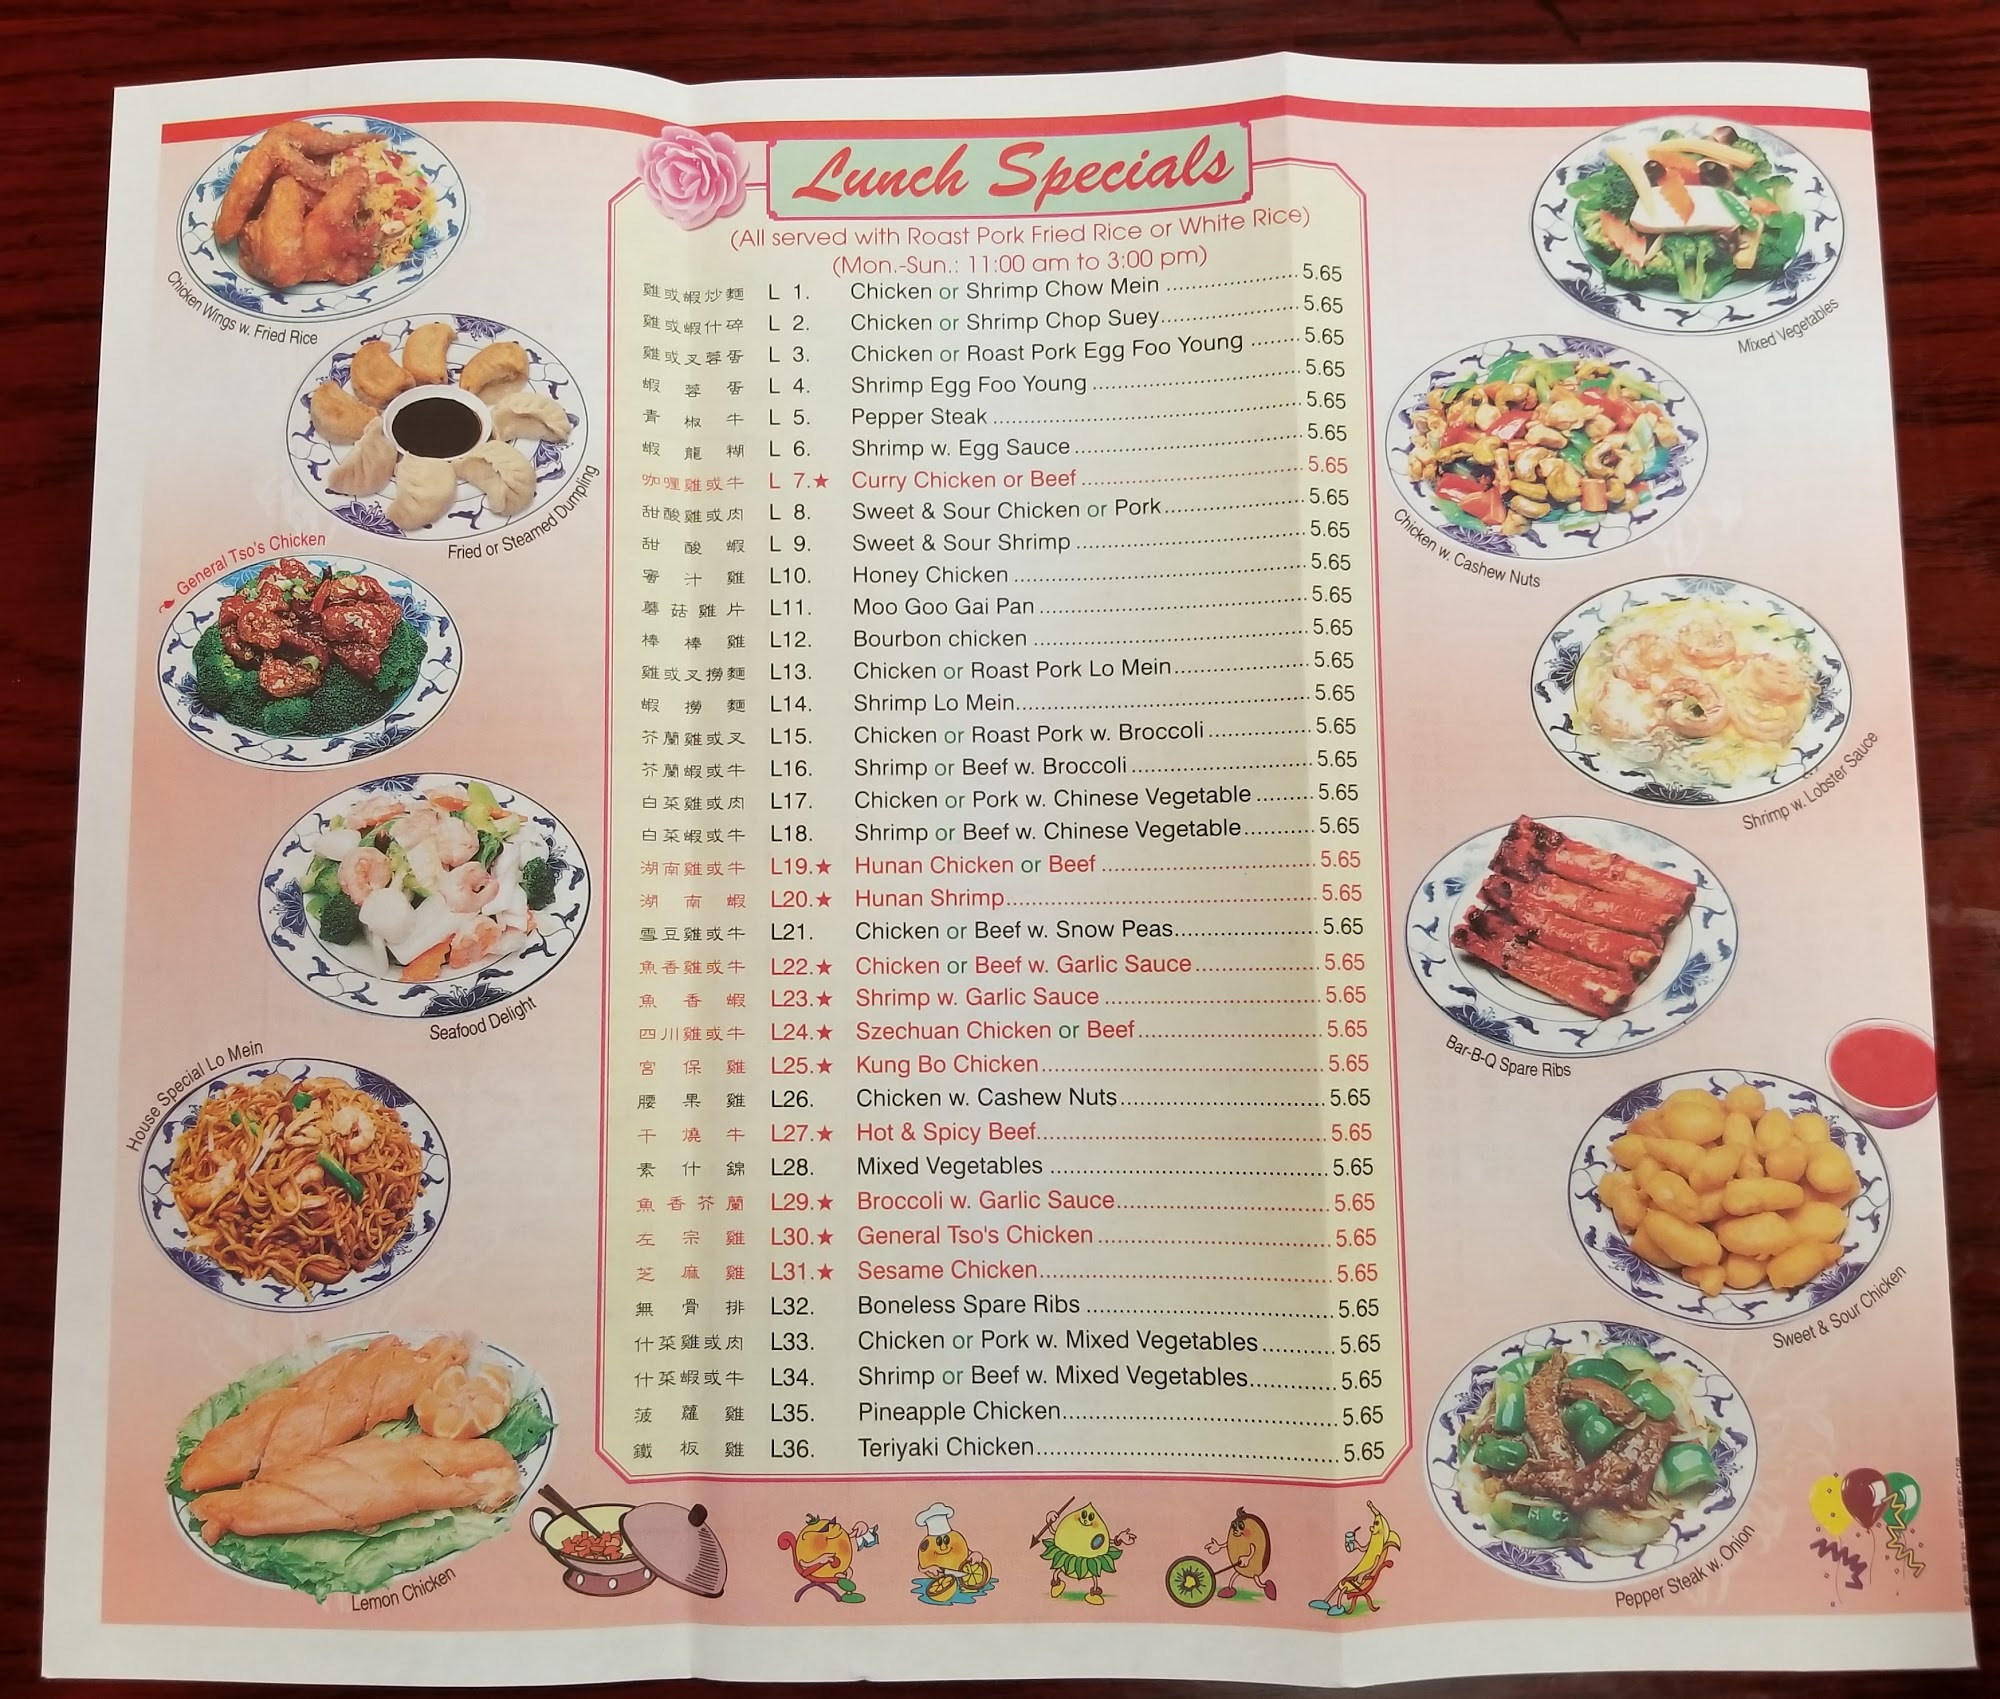 Lunch Specials
(All served with Roast Pork Fried Rice or White Rice)
(Mon.-Sun.: 11:00 am to 3:00 pm)
雞或蝦炒麵 L 1. Chicken or Shrimp Chow Mein 5.65
雞或蝦什碎 L 2. Chicken or Shrimp Chop Suey 5.65
雞或叉蓉蛋 L 3. Chicken or Roast Pork Egg Foo Young 5.65
蝦蓉蛋 L 4. Shrimp Egg Foo Young 5.65
青椒牛 L 5. Pepper Steak 5.65
蝦龍糊 L 6. Shrimp w. Egg Sauce 5.65
咖喱雞或牛 L 7.★ Curry Chicken or Beef 5.65
甜酸雞或肉 L 8. Sweet & Sour Chicken or Pork 5.65
甜酸蝦 L 9. Sweet & Sour Shrimp 5.65
蜜汁雞 L10. Honey Chicken 5.65
蘑菇雞片 L11. Moo Goo Gai Pan 5.65
棒棒雞 L12. Bourbon chicken 5.65
雞或叉撈麵 L13. Chicken or Roast Pork Lo Mein 5.65
蝦撈麵 L14. Shrimp Lo Mein 5.65
芥蘭雞或叉 L15. Chicken or Roast Pork w. Broccoli 5.65
芥蘭蝦或牛 L16. Shrimp or Beef w. Broccoli 5.65
白菜雞或肉 L17. Chicken or Pork w. Chinese Vegetable 5.65
白菜蝦或牛 L18. Shrimp or Beef w. Chinese Vegetable 5.65
湖南雞或牛 L19.★ Hunan Chicken or Beef 5.65
湖南蝦 L20.★ Hunan Shrimp 5.65
雪豆雞或牛 L21. Chicken or Beef w. Snow Peas 5.65
魚香雞或牛 L22.★ Chicken or Beef w. Garlic Sauce 5.65
魚香蝦 L23.★ Shrimp w. Garlic Sauce 5.65
四川雞或牛 L24.★ Szechuan Chicken or Beef 5.65
宮保雞 L25.★ Kung Bo Chicken 5.65
腰果雞 L26. Chicken w. Cashew Nuts 5.65
干燒牛 L27.★ Hot & Spicy Beef 5.65
素什錦 L28. Mixed Vegetables 5.65
魚香芥蘭 L29.★ Broccoli w. Garlic Sauce 5.65
左宗雞 L30.★ General Tso's Chicken 5.65
芝麻雞 L31.★ Sesame Chicken 5.65
無骨排 L32. Boneless Spare Ribs 5.65
什菜雞或肉 L33. Chicken or Pork w. Mixed Vegetables 5.65
什菜蝦或牛 L34. Shrimp or Beef w. Mixed Vegetables 5.65
菠蘿雞 L35. Pineapple Chicken 5.65
鐵板雞 L36. Teriyaki Chicken 5.65
Chicken Wings w. Fried Rice
Fried or Steamed Dumpling
General Tso's Chicken
Seafood Delight
House Special Lo Mein
Lemon Chicken
Mixed Vegetables
Chicken w. Cashew Nuts
Shrimp w. Lobster Sauce
Bar-B-Q Spare Ribs
Sweet & Sour Chicken
Pepper Steak w. Onion